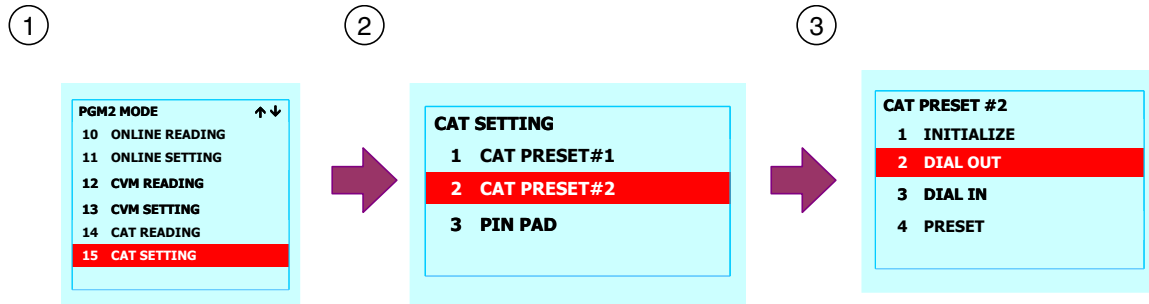 1
PGM2 MODE ↑↓
10 ONLINE READING
11 ONLINE SETTING
12 CVM READING
13 CVM SETTING
14 CAT READING
15 CAT SETTING
2
CAT SETTING
1 CAT PRESET#1
2 CAT PRESET#2
3 PIN PAD
3
CAT PRESET #2
1 INITIALIZE
2 DIAL OUT
3 DIAL IN
4 PRESET